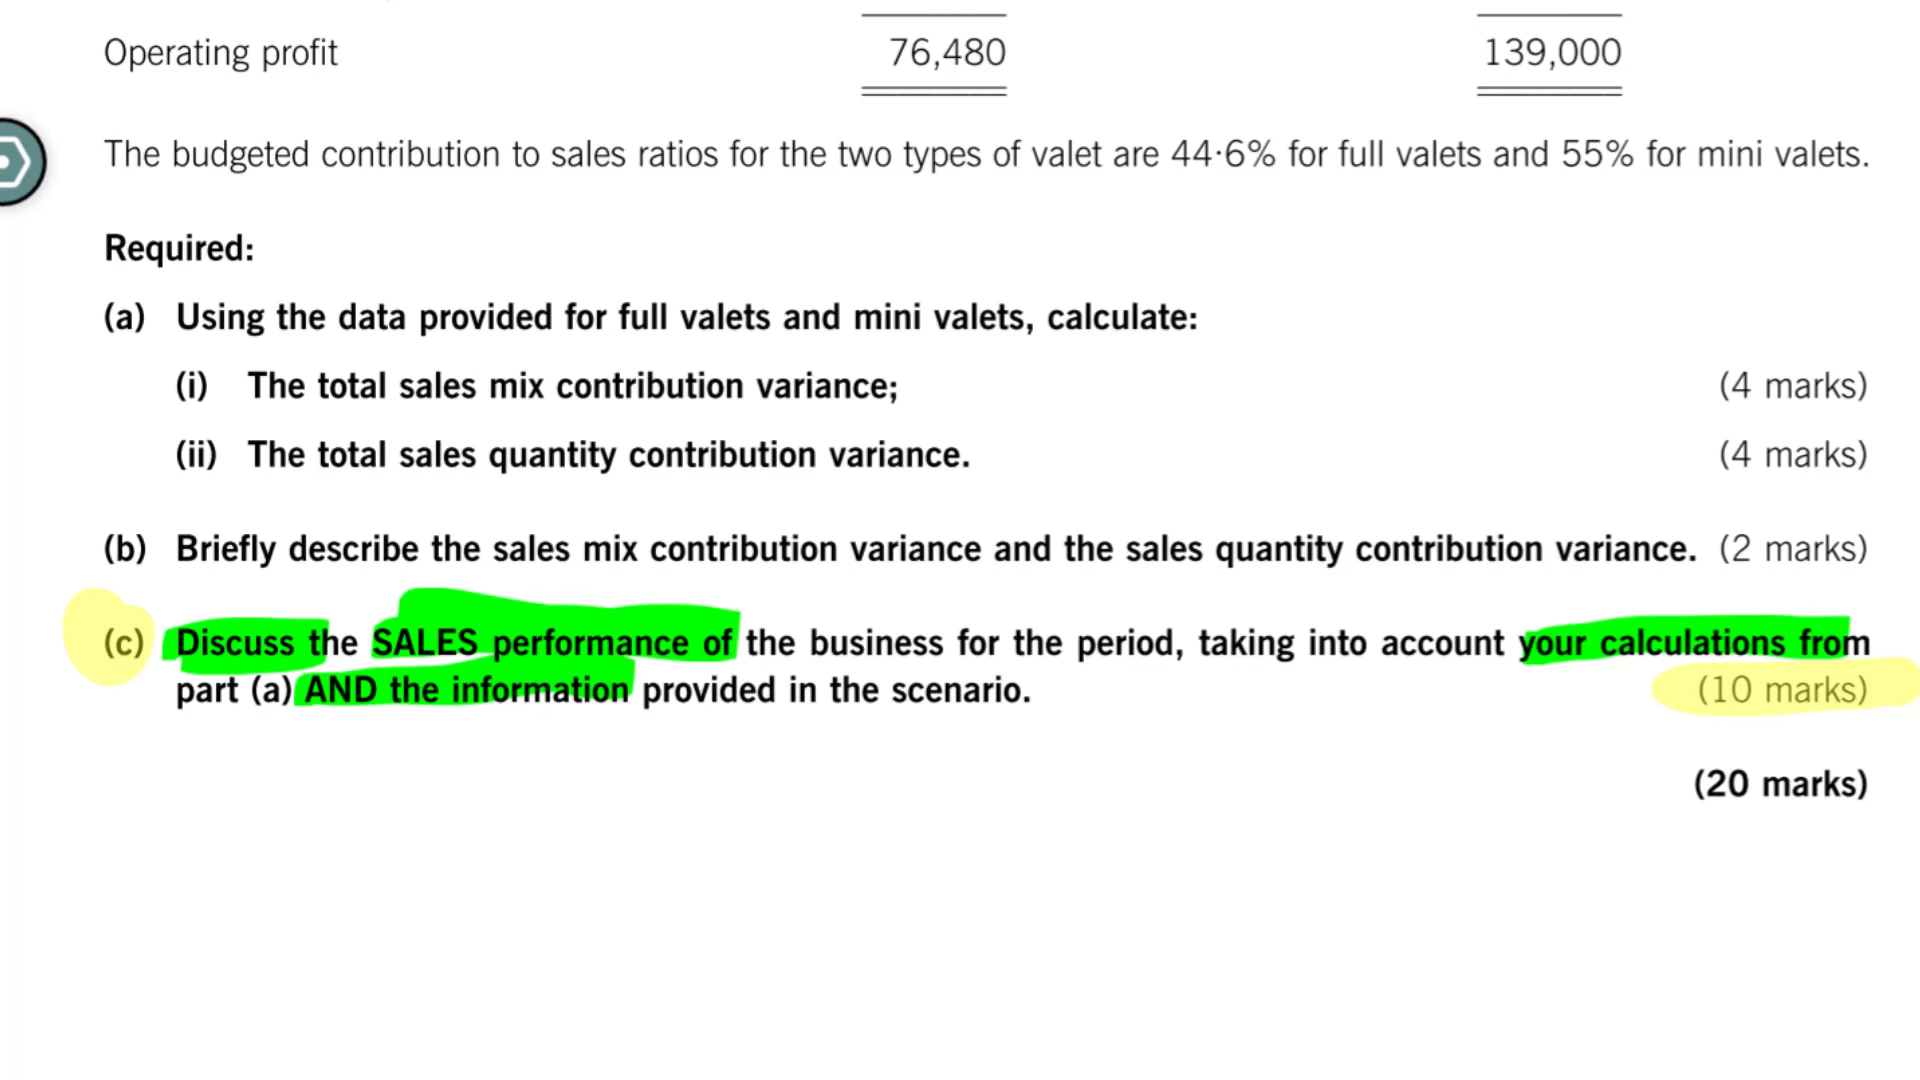 Operating profit 76,480 139,000
The budgeted contribution to sales ratios for the two types of valet are 44·6% for full valets and 55% for mini valets.
Required:
(a) Using the data provided for full valets and mini valets, calculate:
(i) The total sales mix contribution variance; (4 marks)
(ii) The total sales quantity contribution variance. (4 marks)
(b) Briefly describe the sales mix contribution variance and the sales quantity contribution variance. (2 marks)
(c) Discuss the SALES performance of the business for the period, taking into account your calculations from
part (a) AND the information provided in the scenario. (10 marks)
(20 marks)